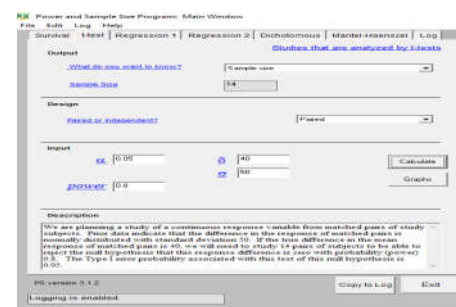 Power and Sample Size Program: Main Window
File Edit Log Help
Survival t-test Regression 1 Regression 2 Dichotomous Mantel-Haenszel Log
Output
Studies that are analyzed by t-tests
What do you want to know? Sample size
Sample Size 14
Design
Paired or independent? Paired
Input
α 0.05 δ 40 Calculate
σ 50
power 0.8 Graphs
Description
We are planning a study of a continuous response variable from matched pairs of study
subjects. Prior data indicate that the difference in the response of matched pairs is
normally distributed with standard deviation 50. If the true difference in the mean
response of matched pairs is 40, we will need to study 14 pairs of subjects to be able to
reject the null hypothesis that this response difference is zero with probability (power)
0.8. The Type I error probability associated with this test of this null hypothesis is
0.05.
PS version 3.1.2 Copy to Log Exit
Logging is enabled.